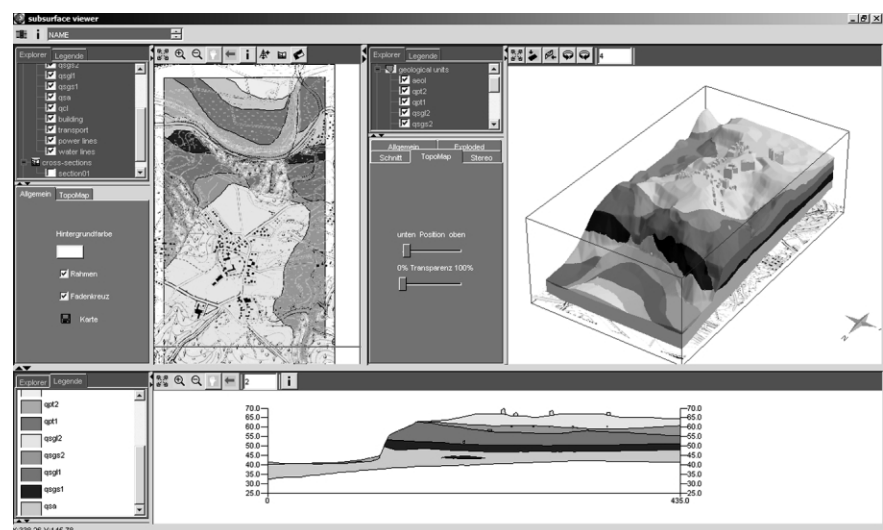 subsurface viewer
NAME
Explorer Legende
qsgs2
qsgl1
qsgs1
qsa
qcl
building
transport
power lines
water lines
cross-sections
section01
Allgemein TopoMap
Hintergrundfarbe
Rahmen
Fadenkreuz
Karte
Explorer Legende
geological units
aeol
qpt2
qpt1
qsgl2
qsgs2
Allgemein Exploded
Schnitt TopoMap Stereo
unten Position oben
0% Transparenz 100%
4
N
Explorer Legende
qpt2
qpt1
qsgl2
qsgs2
qsgl1
qsgs1
qsa
2
70.0
65.0
60.0
55.0
50.0
45.0
40.0
35.0
30.0
25.0
0
435.0
70.0
65.0
60.0
55.0
50.0
45.0
40.0
35.0
30.0
25.0